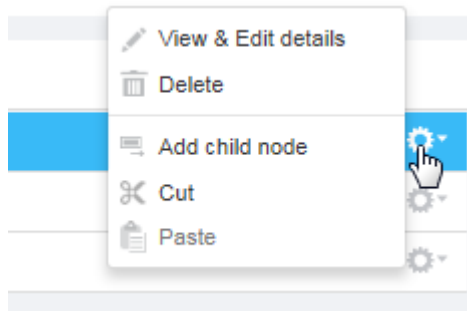 View & Edit details
Delete
Add child node
Cut
Paste